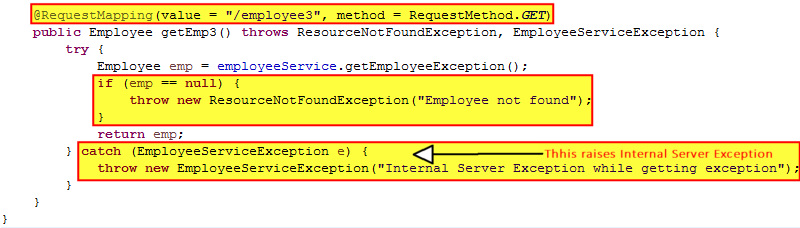 @RequestMapping(value = "/employee3", method = RequestMethod.GET)
public Employee getEmp3() throws ResourceNotFoundException, EmployeeServiceException {
try {
Employee emp = employeeService.getEmployeeException();
if (emp == null) {
throw new ResourceNotFoundException("Employee not found");
}
return emp;
} catch (EmployeeServiceException e) { Thhis raises Internal Server Exception
throw new EmployeeServiceException("Internal Server Exception while getting exception");
}
}
}